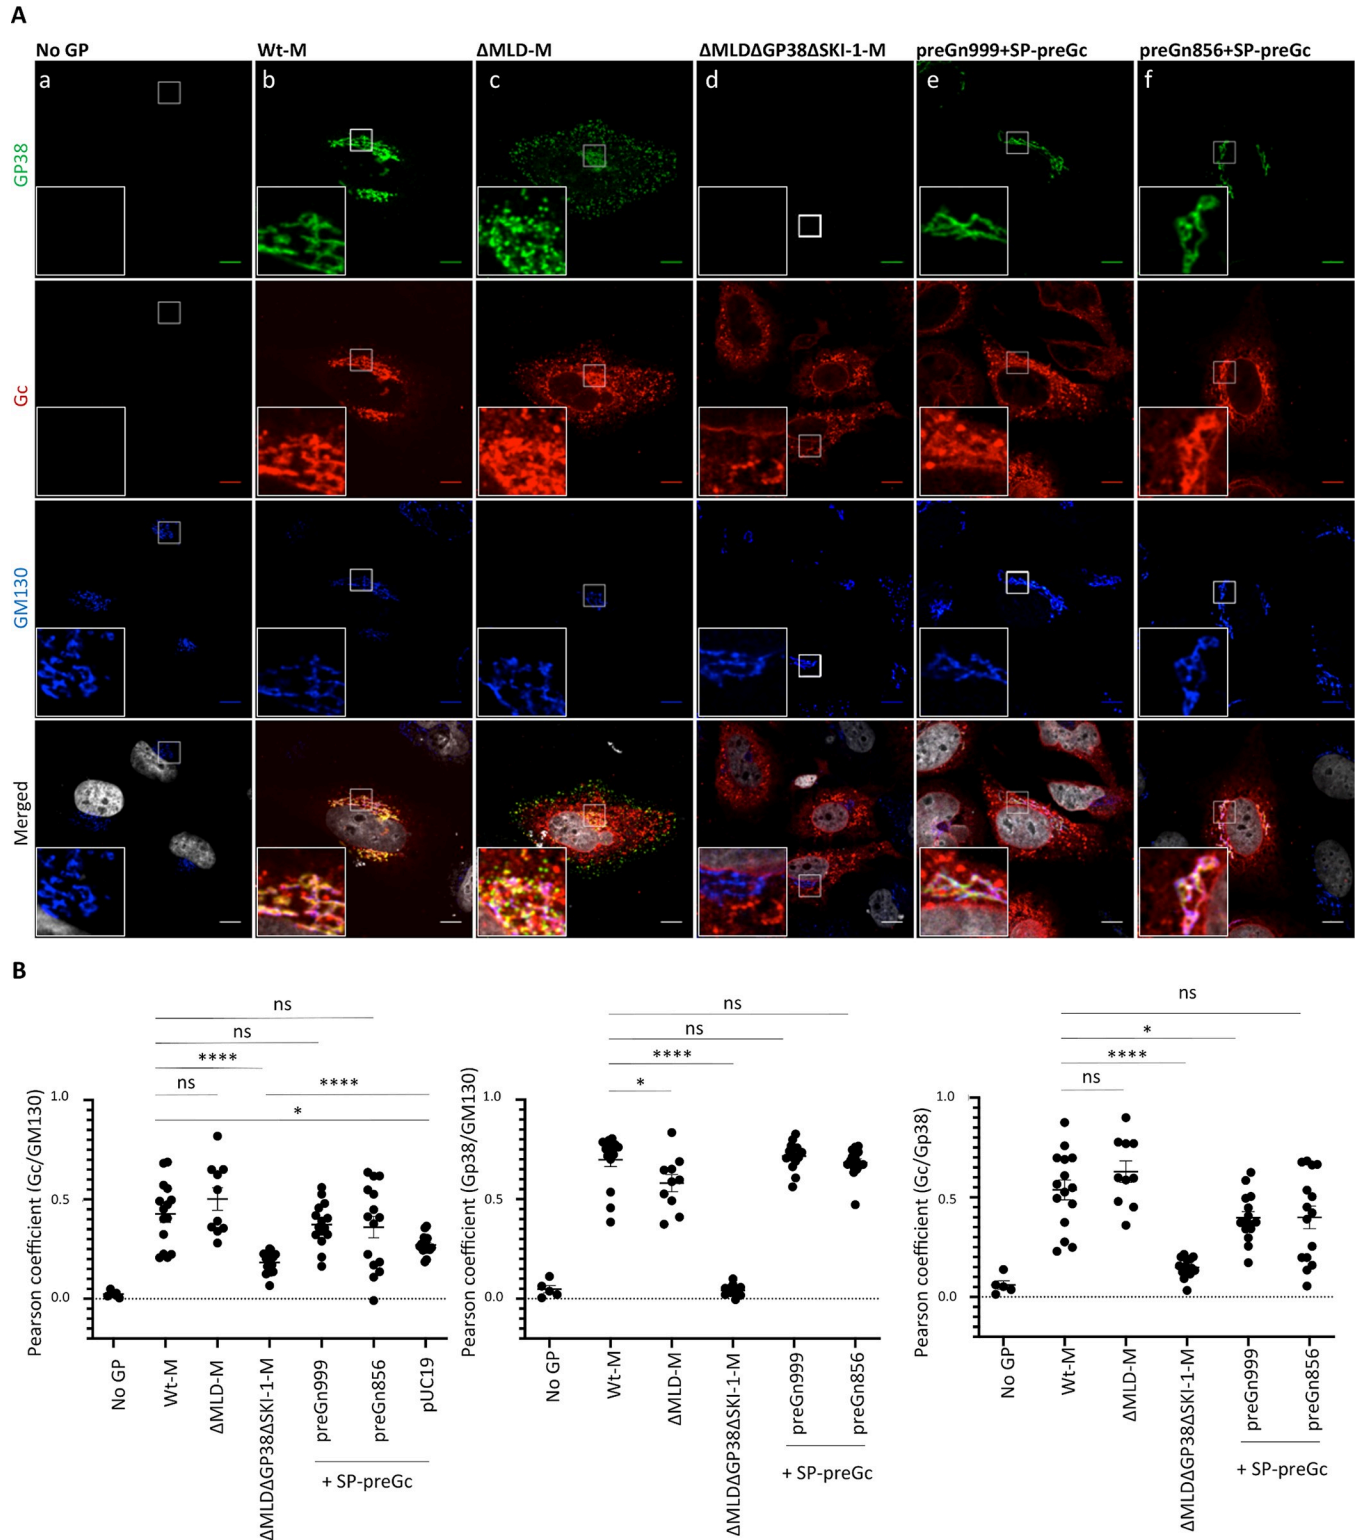 A
No GP
Wt-M
ΔMLD-M
ΔMLDΔGP38ΔSKI-1-M
preGn999+SP-preGc
preGn856+SP-preGc
a
b
c
d
e
f
GP38
Gc
GM130
Merged
B
ns
ns
****
ns
****
*
Pearson coefficient (Gc/GM130)
1.0
0.5
0.0
No GP
Wt-M
ΔMLD-M
ΔMLDΔGP38ΔSKI-1-M
preGn999
preGn856
pUC19
+ SP-preGc
ns
ns
****
*
Pearson coefficient (Gp38/GM130)
1.0
0.5
0.0
No GP
Wt-M
ΔMLD-M
ΔMLDΔGP38ΔSKI-1-M
preGn999
preGn856
+ SP-preGc
ns
*
****
ns
Pearson coefficient (Gc/Gp38)
1.0
0.5
0.0
No GP
Wt-M
ΔMLD-M
ΔMLDΔGP38ΔSKI-1-M
preGn999
preGn856
+ SP-preGc